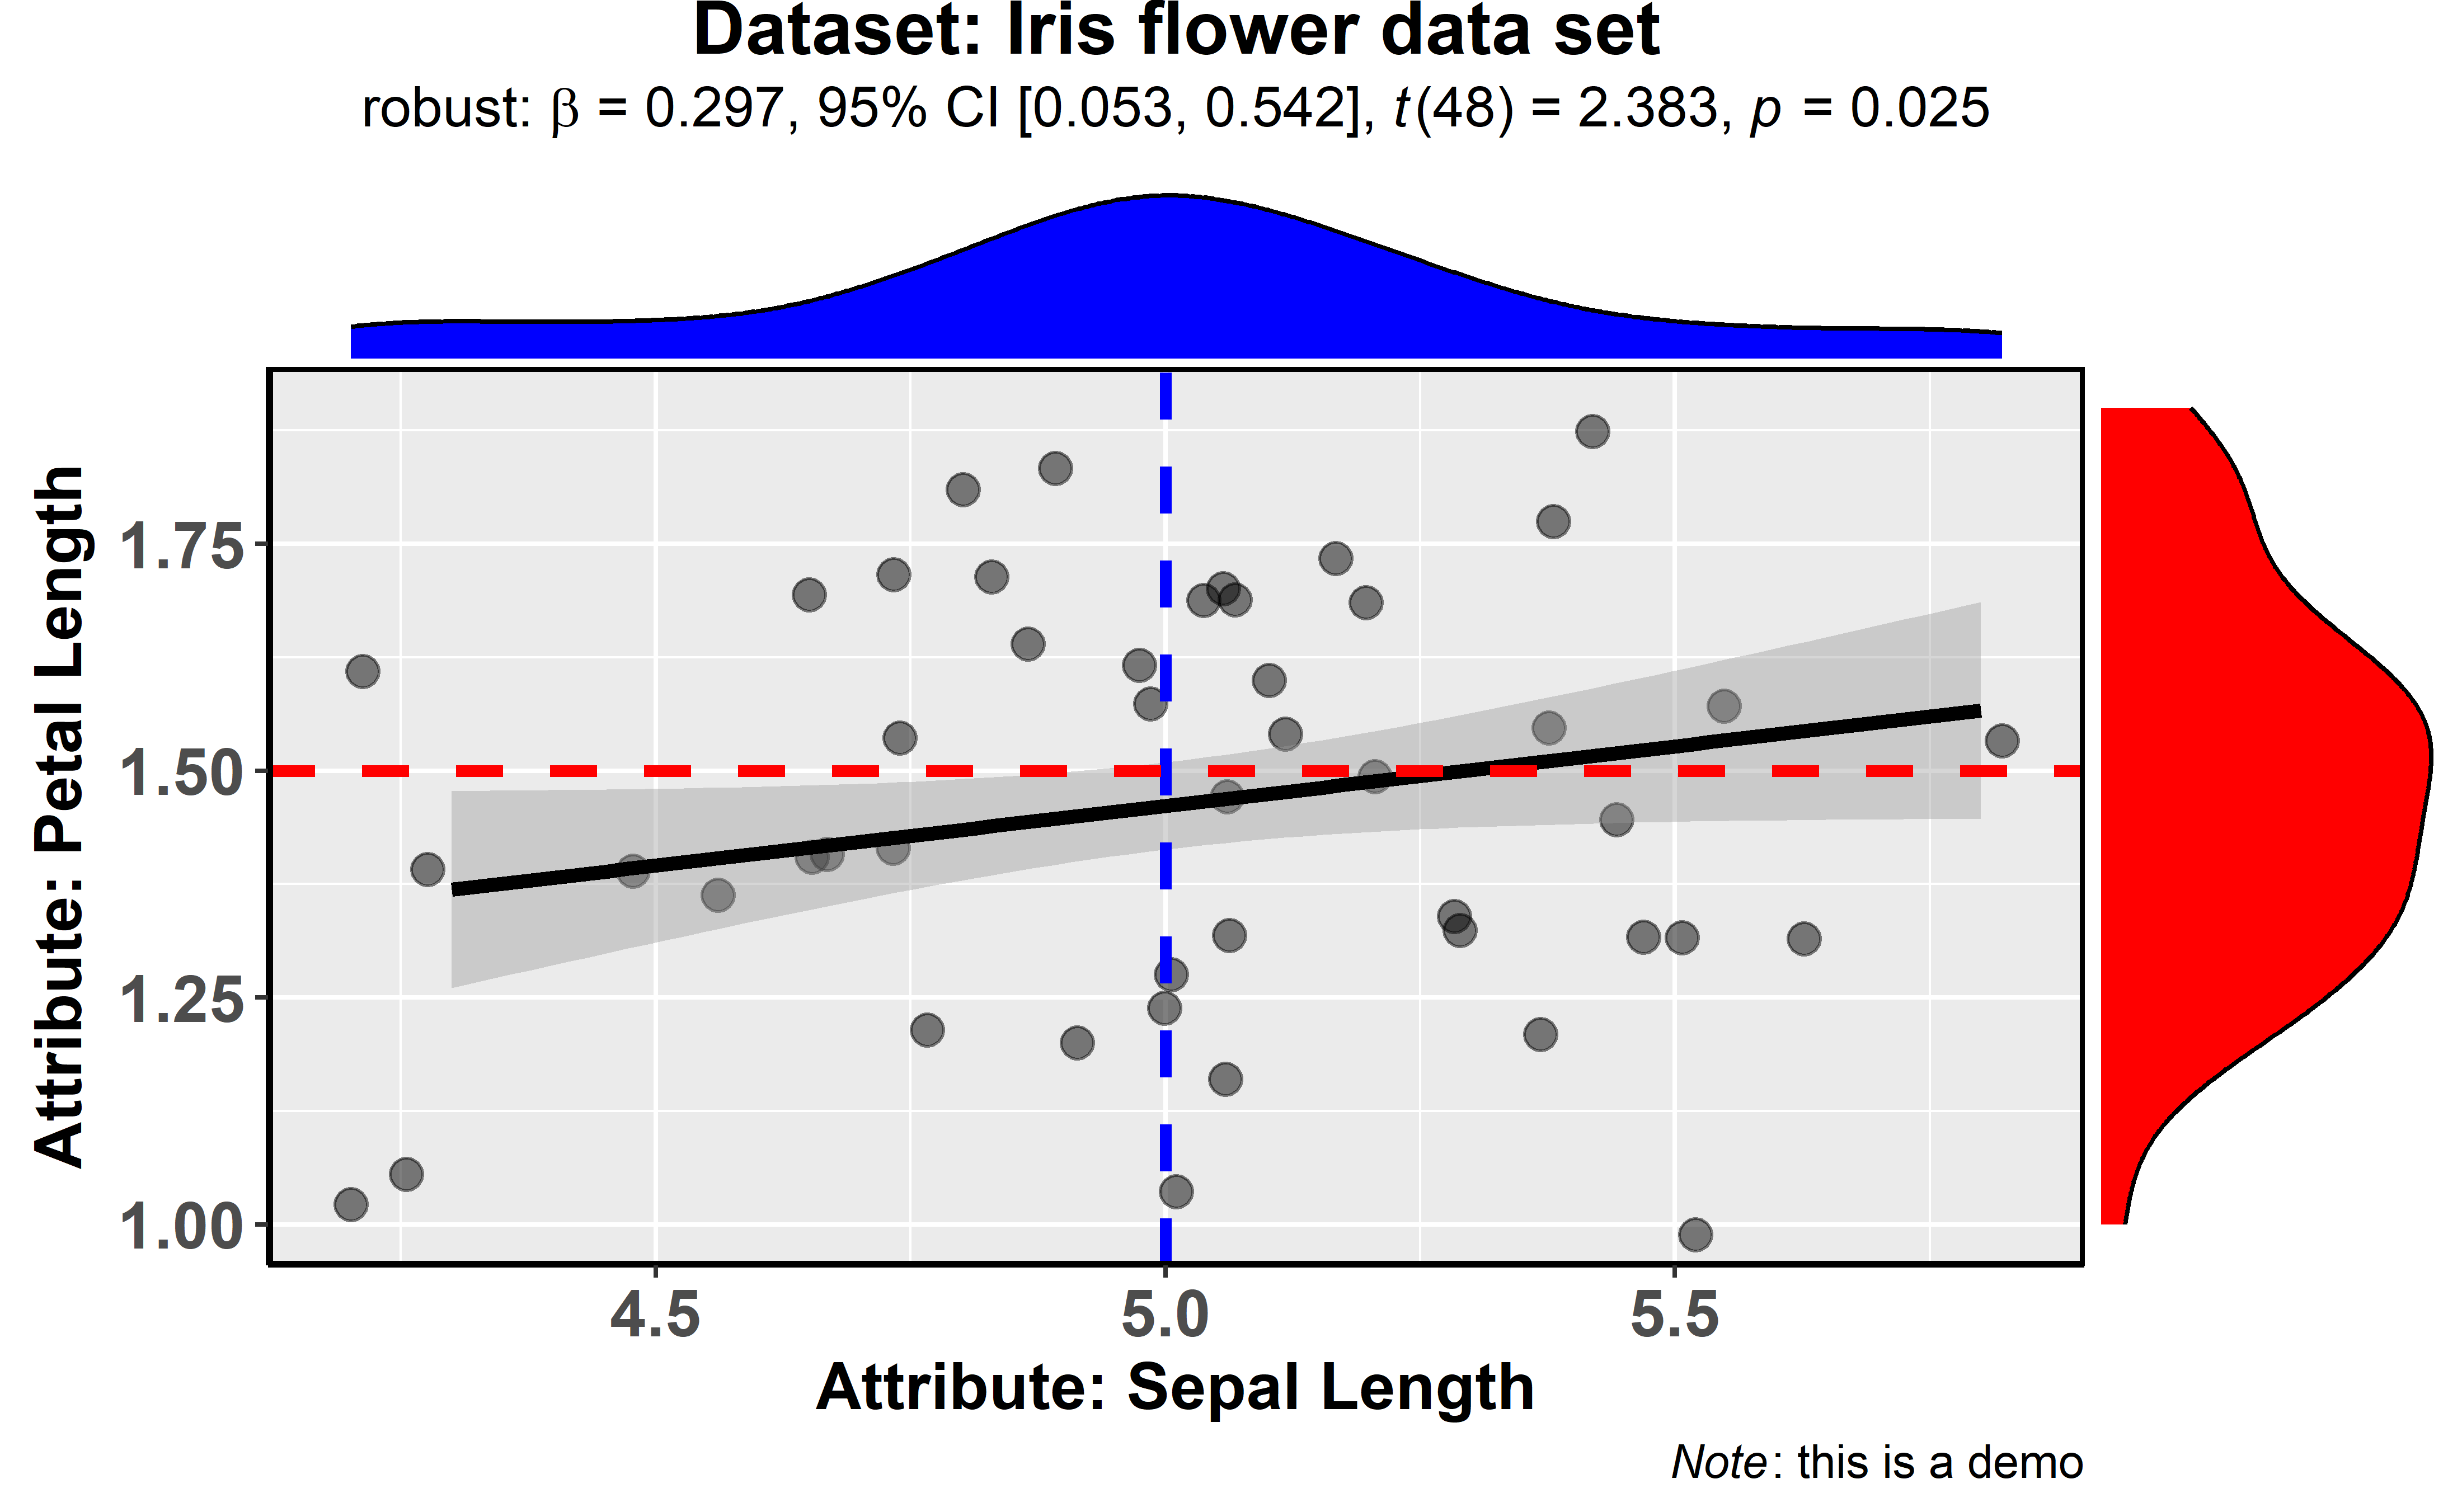 Dataset: Iris flower data set
robust: β = 0.297, 95% CI [0.053, 0.542], t(48) = 2.383, p = 0.025
Attribute: Petal Length
1.75
1.50
1.25
1.00
4.5 5.0 5.5
Attribute: Sepal Length
Note: this is a demo